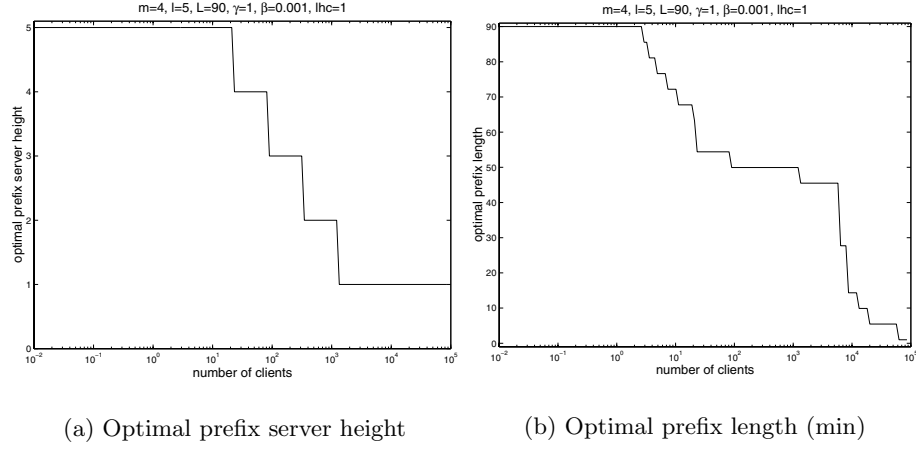 m=4, l=5, L=90, γ=1, β=0.001, lhc=1
optimal prefix server height
5
4
3
2
1
0
10^-2 10^-1 10^0 10^1 10^2 10^3 10^4 10^5
number of clients
(a) Optimal prefix server height
m=4, l=5, L=90, γ=1, β=0.001, lhc=1
optimal prefix length
90
80
70
60
50
40
30
20
10
0
10^-2 10^-1 10^0 10^1 10^2 10^3 10^4 10^5
number of clients
(b) Optimal prefix length (min)